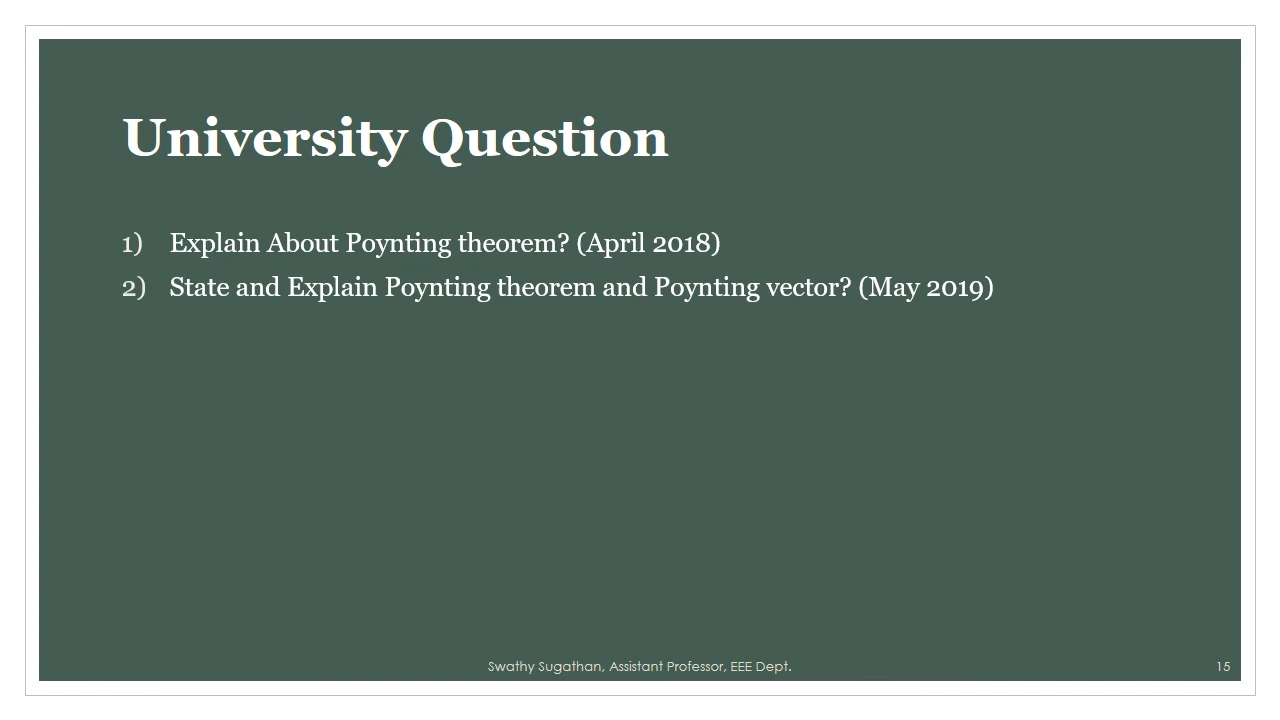 University Question
1) Explain About Poynting theorem? (April 2018)
2) State and Explain Poynting theorem and Poynting vector? (May 2019)
Swathy Sugathan, Assistant Professor, EEE Dept.
15